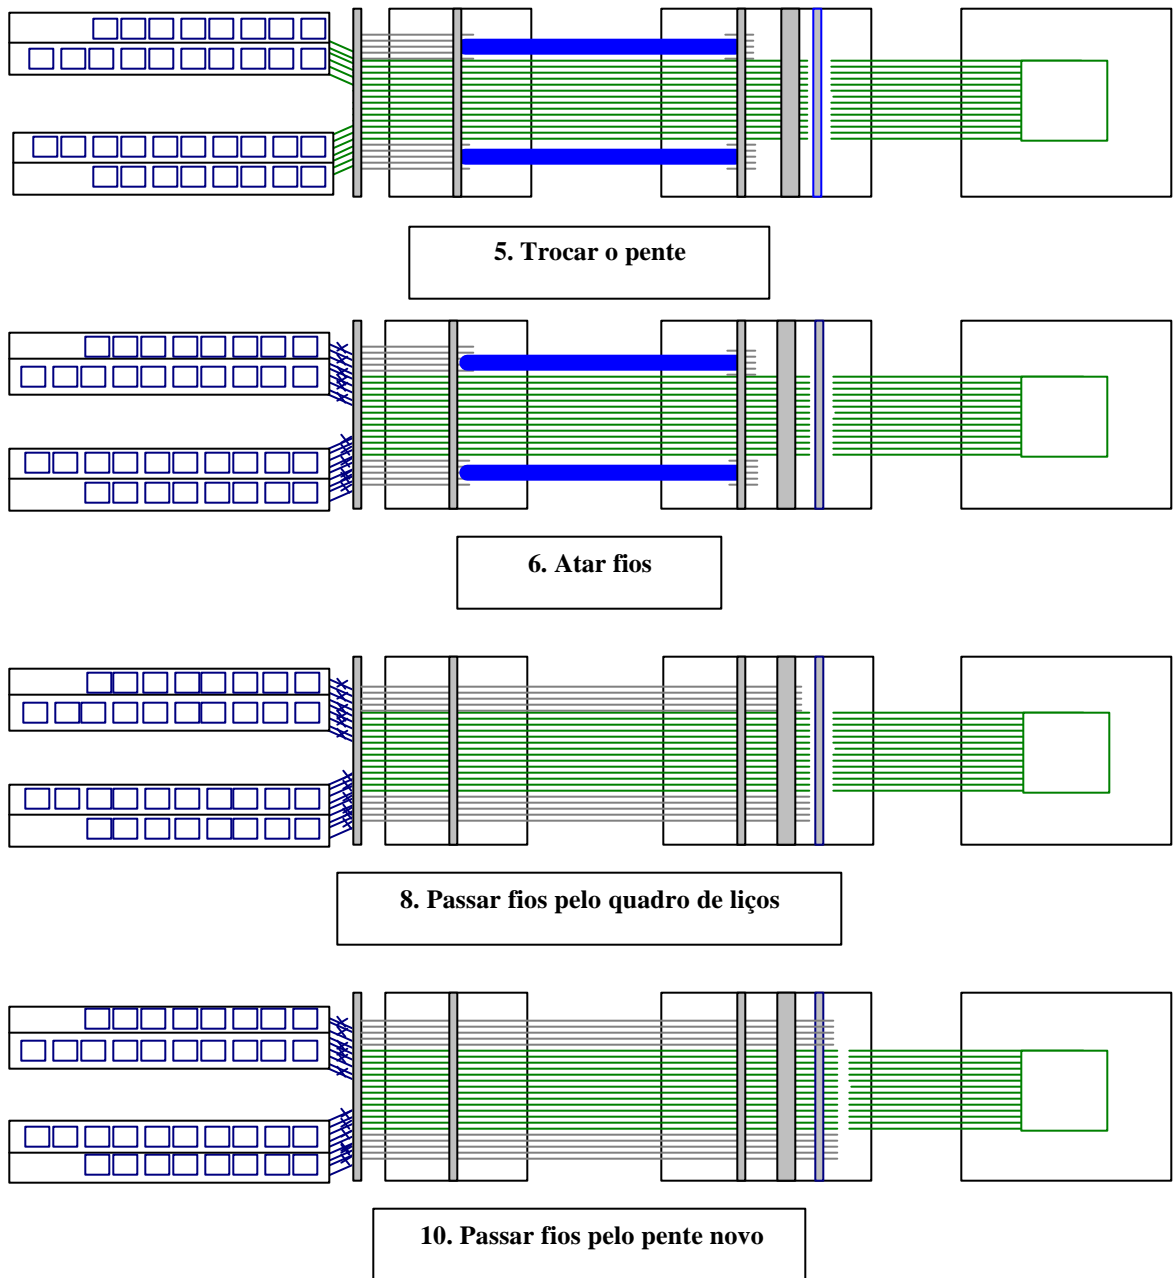 5. Trocar o pente
6. Atar fios
8. Passar fios pelo quadro de liços
10. Passar fios pelo pente novo